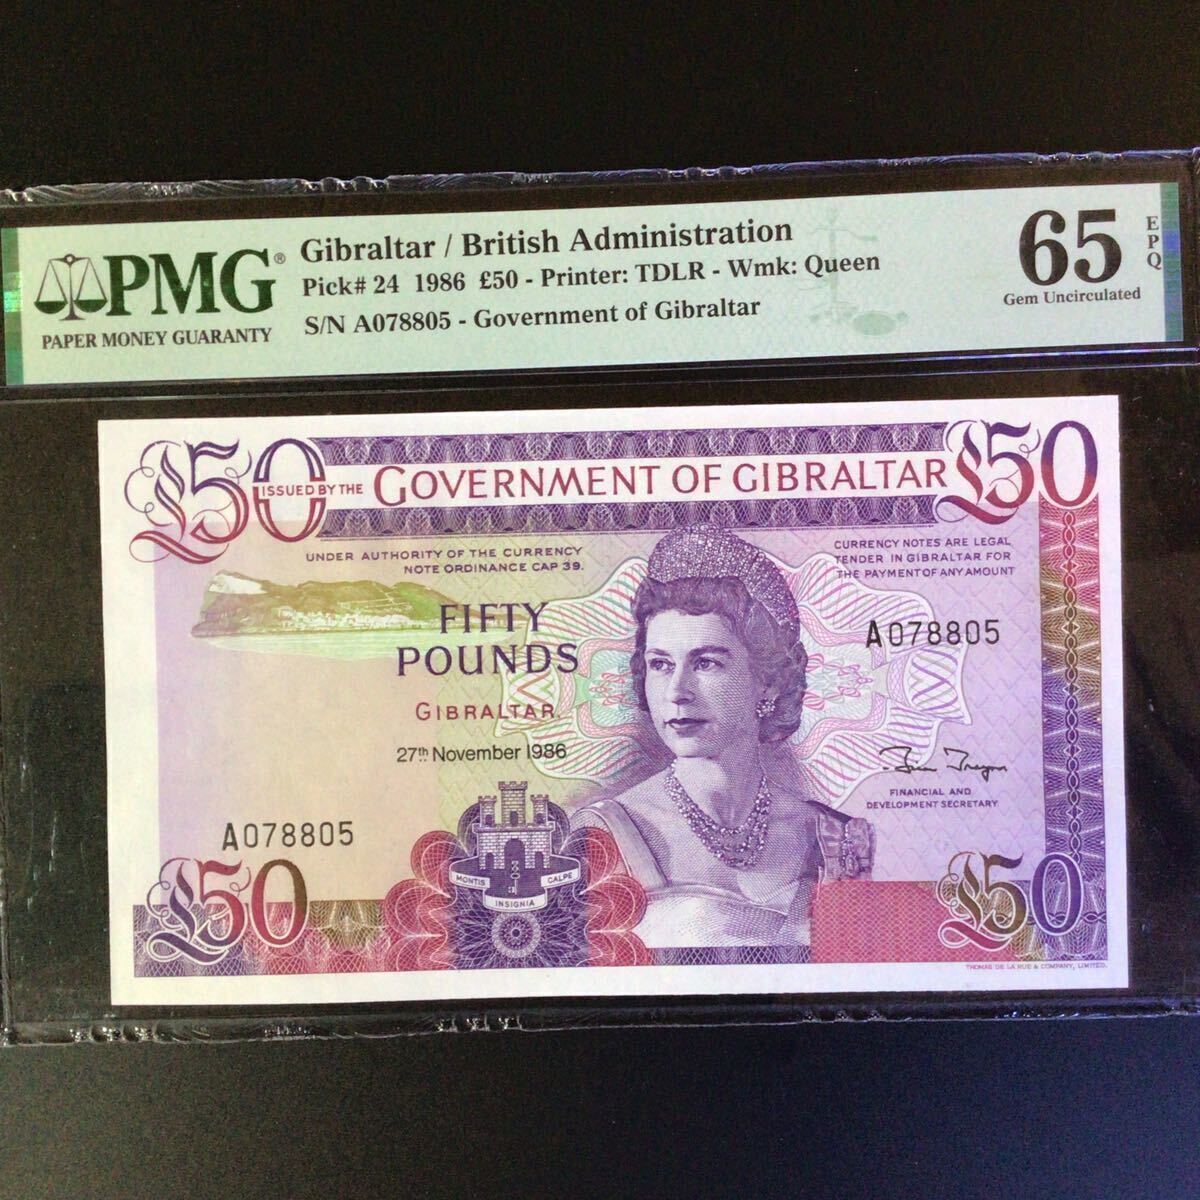 PMG®
PAPER MONEY GUARANTY
Gibraltar / British Administration
Pick# 24 1986 £50 - Printer: TDLR - Wmk: Queen
S/N A078805 - Government of Gibraltar
65
EPQ
Gem Uncirculated
£50
ISSUED BY THE GOVERNMENT OF GIBRALTAR
£50
UNDER AUTHORITY OF THE CURRENCY
NOTE ORDINANCE CAP 39.
CURRENCY NOTES ARE LEGAL
TENDER IN GIBRALTAR FOR
THE PAYMENT OF ANY AMOUNT
FIFTY
POUNDS
GIBRALTAR.
27th November 1986
A078805
FINANCIAL AND
DEVELOPMENT SECRETARY
A078805
MONTIS CALPE
INSIGNIA
£50
£50
THOMAS DE LA RUE & COMPANY, LIMITED.